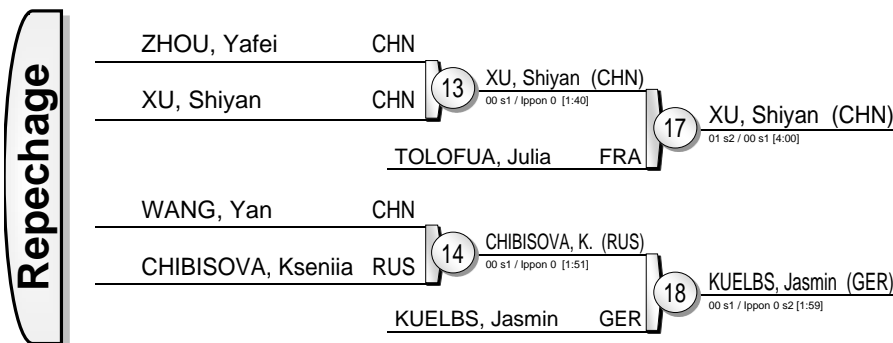 Repechage
ZHOU, Yafei CHN
XU, Shiyan CHN
13
XU, Shiyan (CHN)
00 s1 / Ippon 0 [1:40]
TOLOFUA, Julia FRA
17
XU, Shiyan (CHN)
01 s2 / 00 s1 [4:00]
WANG, Yan CHN
CHIBISOVA, Kseniia RUS
14
CHIBISOVA, K. (RUS)
00 s1 / Ippon 0 [1:51]
KUELBS, Jasmin GER
18
KUELBS, Jasmin (GER)
00 s1 / Ippon 0 s2 [1:59]